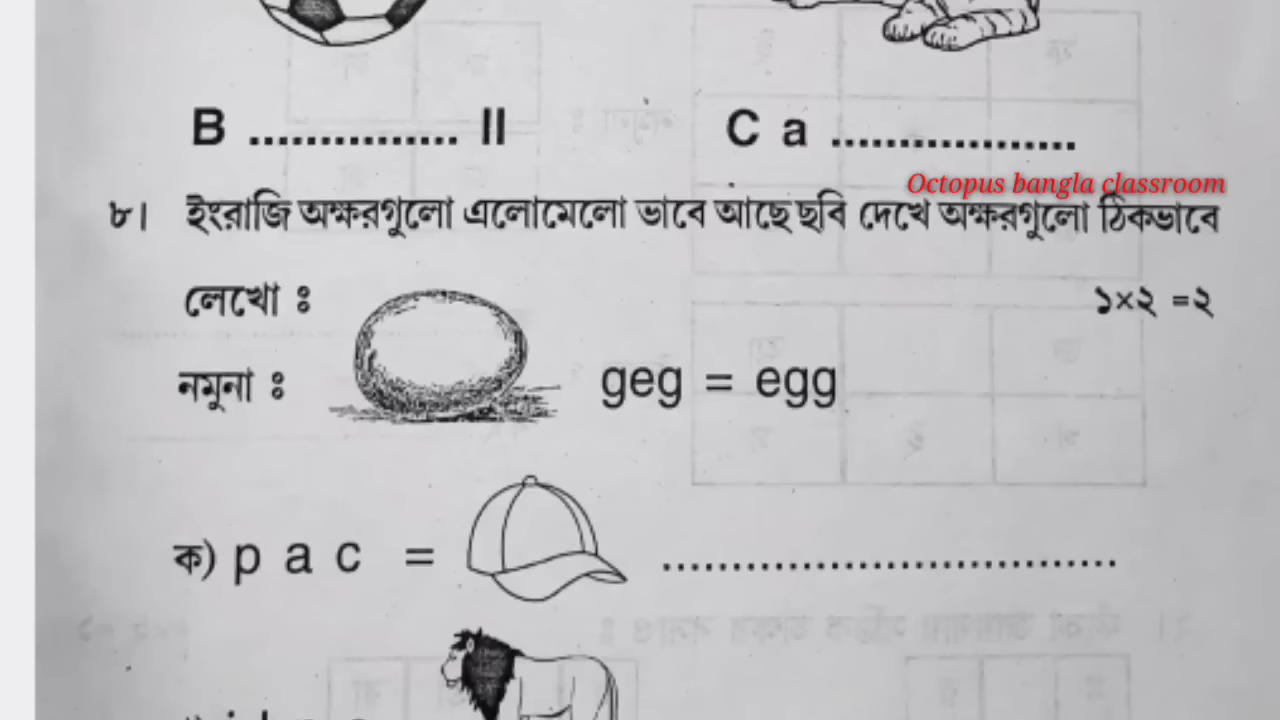 B ............... ll
C a .................
Octopus bangla classroom
৮। ইংরাজি অক্ষরগুলো এলোমেলো ভাবে আছে ছবি দেখে অক্ষরগুলো ঠিকভাবে
লেখো ঃ ১×২ =২
নমুনা ঃ geg = egg
ক) p a c = ................................